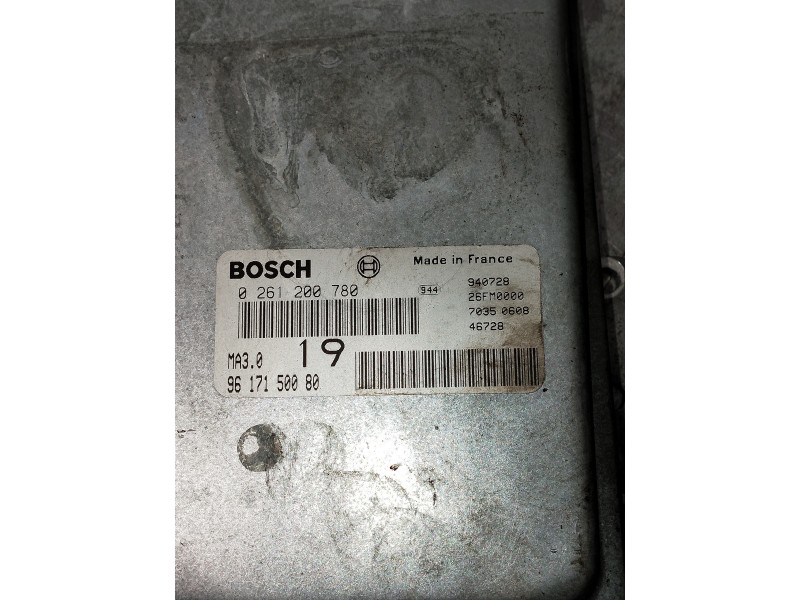 BOSCH Made in France
0 261 200 780 944 940728
26FM0000
7035 0608
46728
MA3.0 19
96 171 500 80